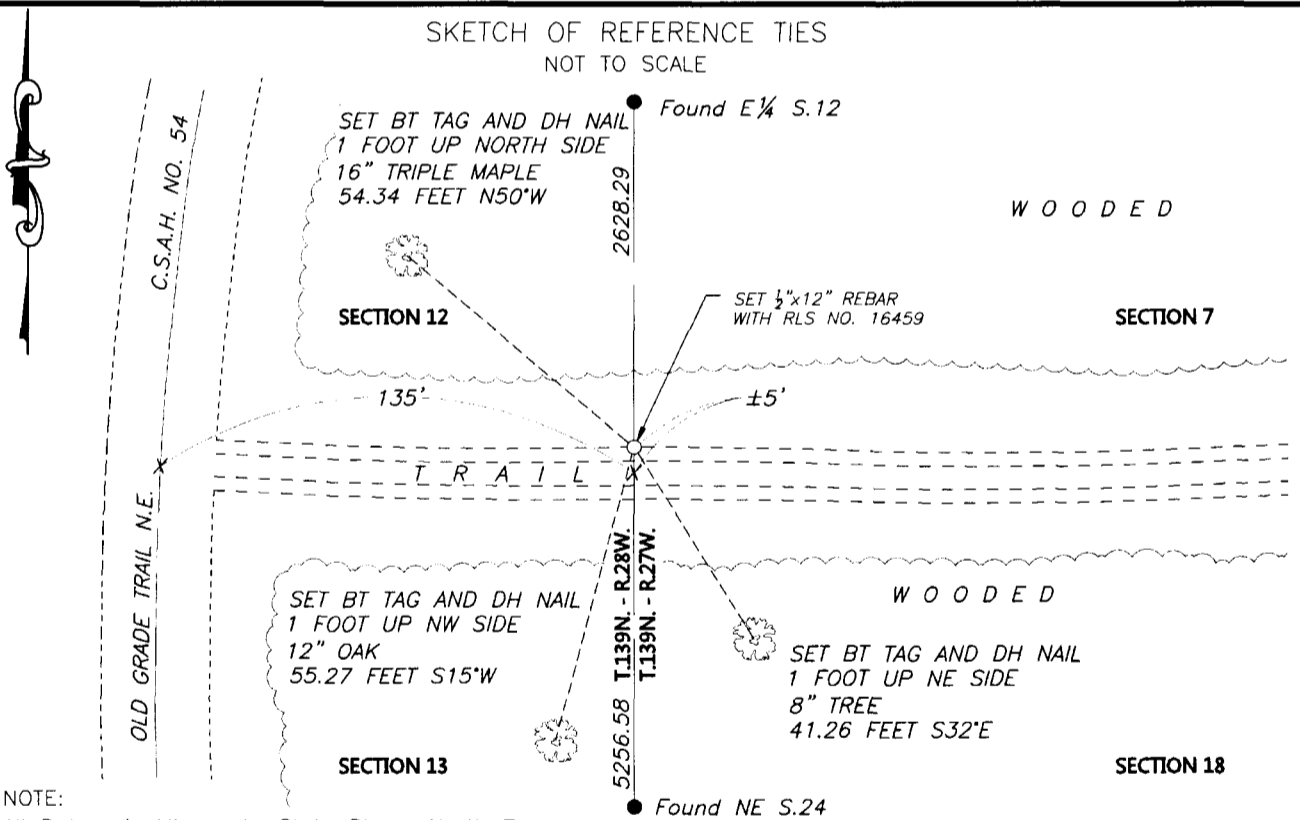 SKETCH OF REFERENCE TIES
NOT TO SCALE
Found E¼ S.12
SET BT TAG AND DH NAIL
1 FOOT UP NORTH SIDE
16" TRIPLE MAPLE
54.34 FEET N50°W
C.S.A.H. NO. 54
2628.29
WOODED
SET ½"x12" REBAR
WITH RLS NO. 16459
SECTION 12
SECTION 7
135'
±5'
X
TRAIL
X
OLD GRADE TRAIL N.E.
T.139N. - R.28W.
T.139N. - R.27W.
SET BT TAG AND DH NAIL
1 FOOT UP NW SIDE
12" OAK
55.27 FEET S15°W
WOODED
SET BT TAG AND DH NAIL
1 FOOT UP NE SIDE
8" TREE
41.26 FEET S32°E
5256.58
SECTION 13
SECTION 18
NOTE:
Found NE S.24